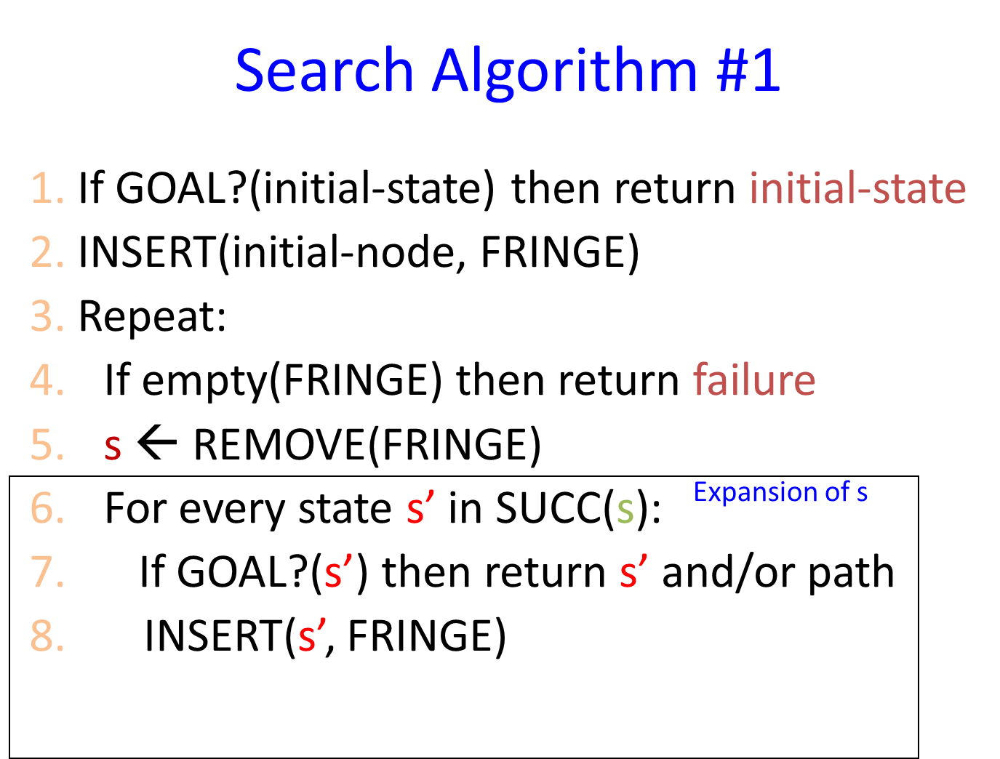 Search Algorithm #1
1. If GOAL?(initial-state) then return initial-state
2. INSERT(initial-node, FRINGE)
3. Repeat:
4. If empty(FRINGE) then return failure
5. s ← REMOVE(FRINGE)
6. For every state s’ in SUCC(s): Expansion of s
7. If GOAL?(s’) then return s’ and/or path
8. INSERT(s’, FRINGE)